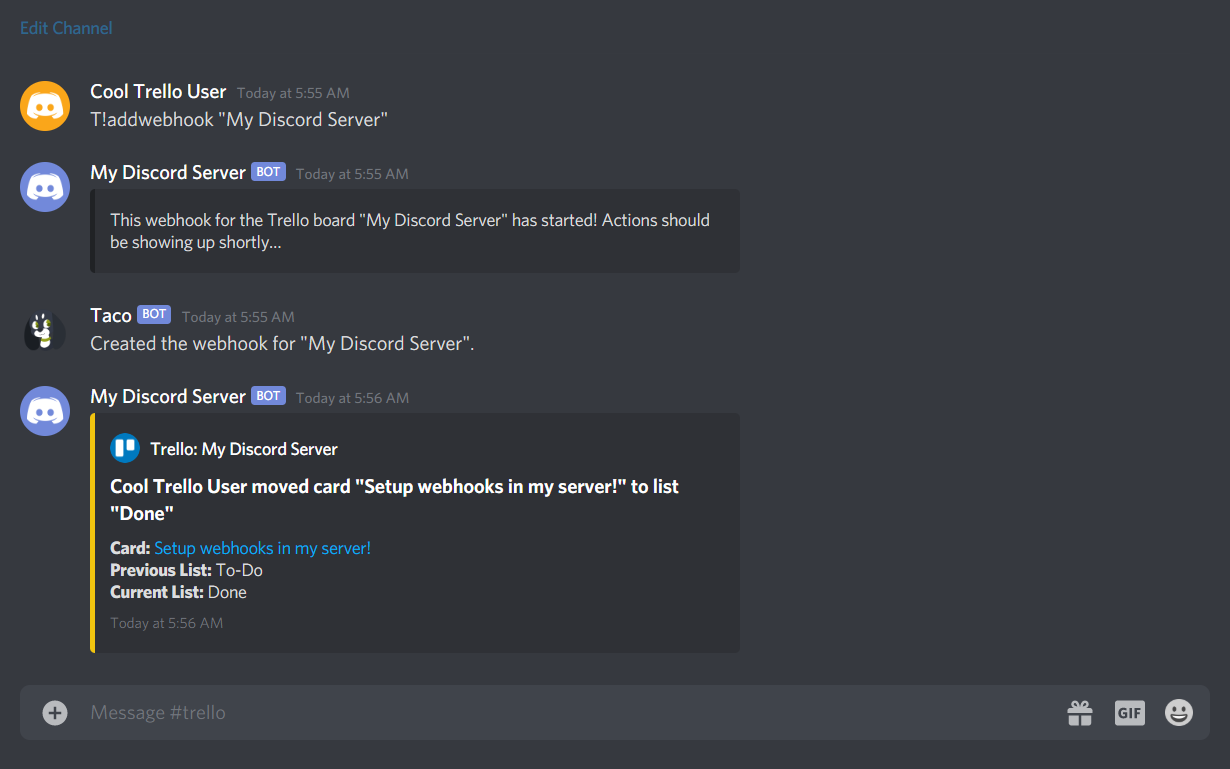 Edit Channel
Cool Trello User Today at 5:55 AM
T!addwebhook "My Discord Server"
My Discord Server BOT Today at 5:55 AM
This webhook for the Trello board "My Discord Server" has started! Actions should
be showing up shortly...
Taco BOT Today at 5:55 AM
Created the webhook for "My Discord Server".
My Discord Server BOT Today at 5:56 AM
Trello: My Discord Server
Cool Trello User moved card "Setup webhooks in my server!" to list
"Done"
Card: Setup webhooks in my server!
Previous List: To-Do
Current List: Done
Today at 5:56 AM
Message #trello GIF